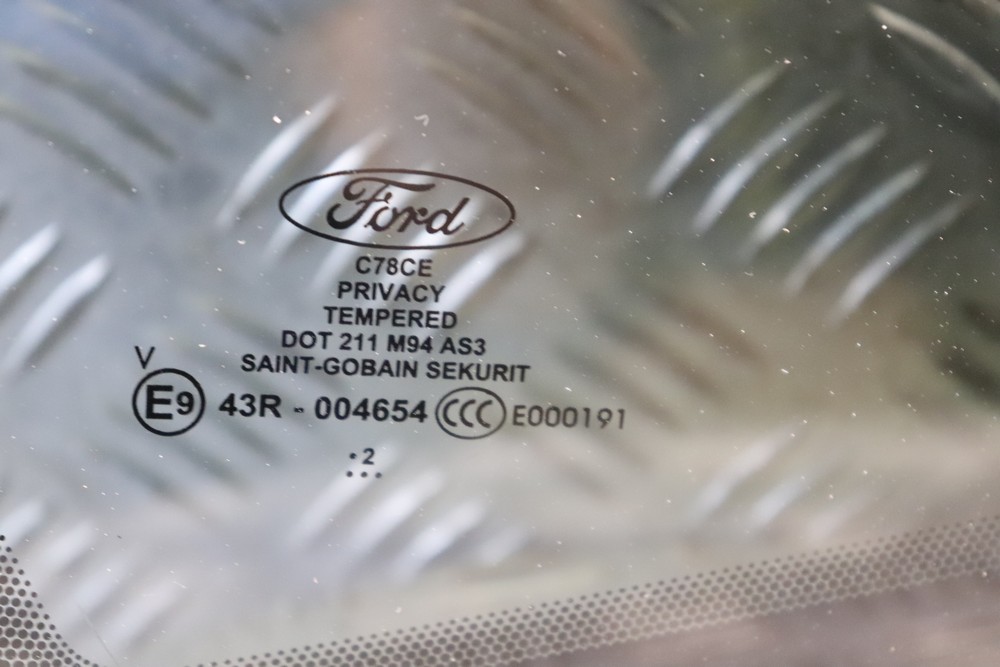 Ford
C78CE
PRIVACY
TEMPERED
DOT 211 M94 AS3
SAINT-GOBAIN SEKURIT
V
E9 43R - 004654 CCC E000191
2